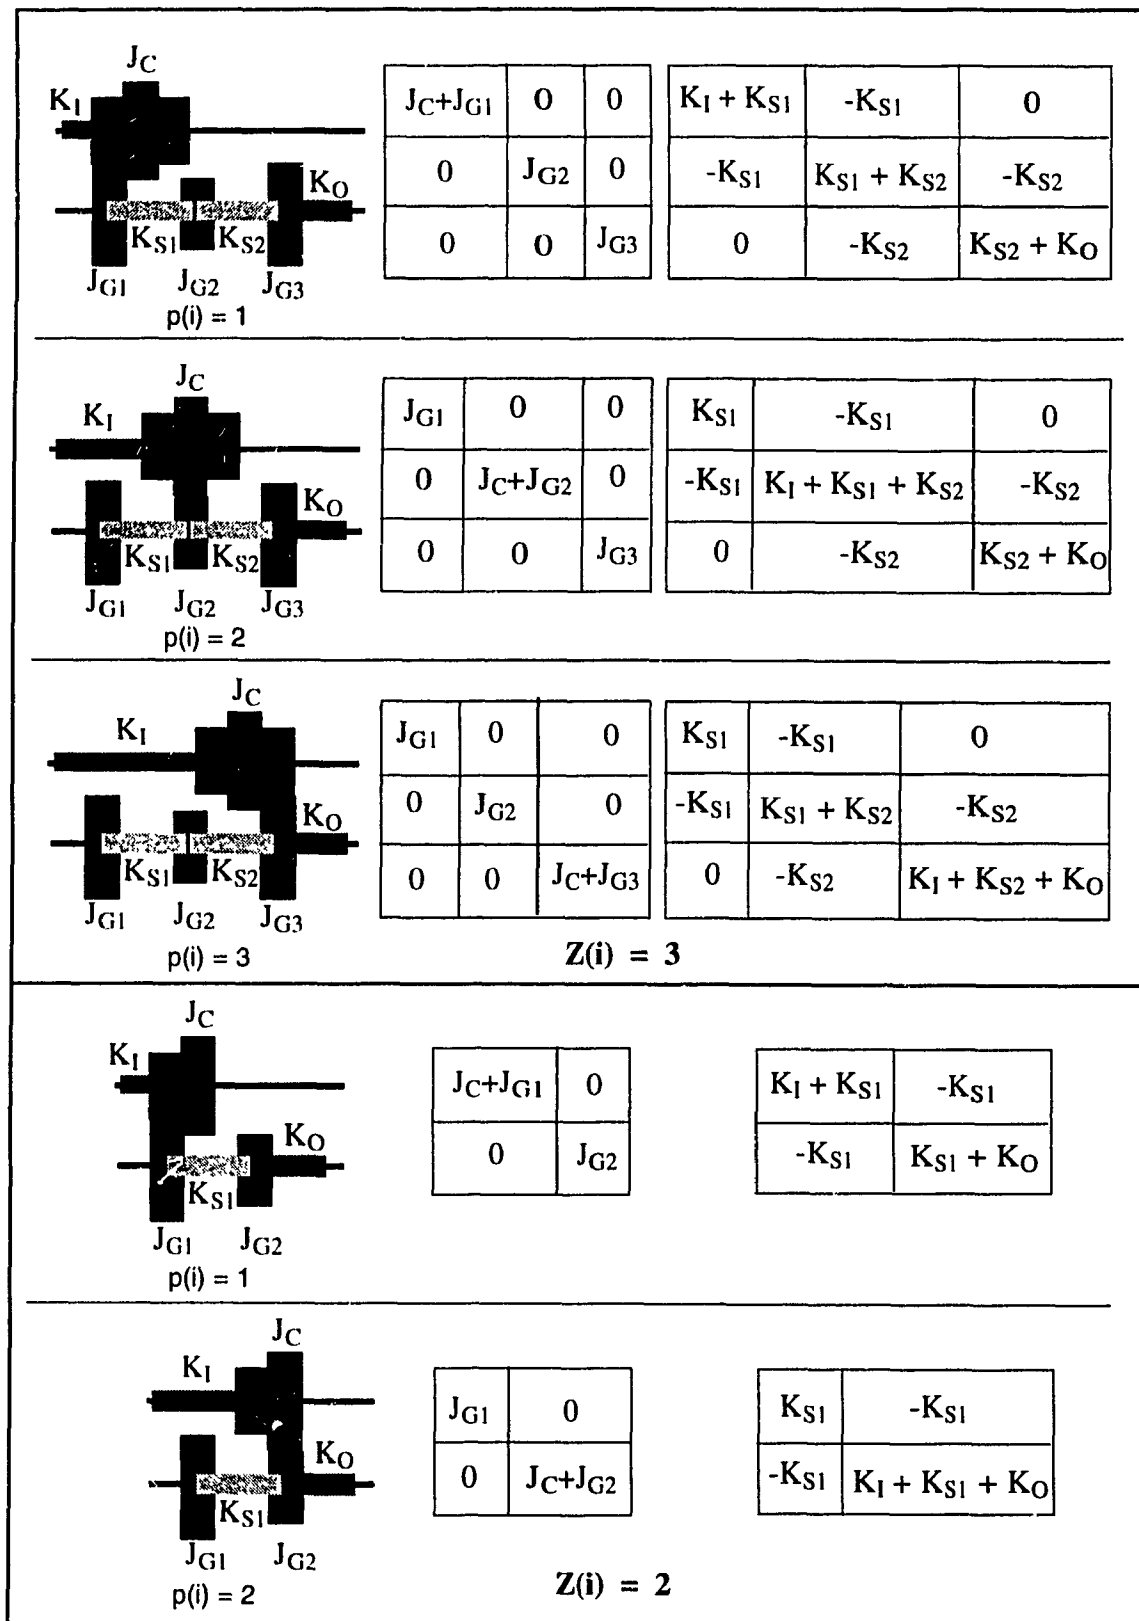 J_C
K_I
K_O
K_S1 K_S2
J_G1 J_G2 J_G3
p(i) = 1
J_C+J_G1 0 0
0 J_G2 0
0 0 J_G3
K_I + K_S1 -K_S1 0
-K_S1 K_S1 + K_S2 -K_S2
0 -K_S2 K_S2 + K_O
J_C
K_I
K_O
K_S1 K_S2
J_G1 J_G2 J_G3
p(i) = 2
J_G1 0 0
0 J_C+J_G2 0
0 0 J_G3
K_S1 -K_S1 0
-K_S1 K_I + K_S1 + K_S2 -K_S2
0 -K_S2 K_S2 + K_O
J_C
K_I
K_O
K_S1 K_S2
J_G1 J_G2 J_G3
p(i) = 3
J_G1 0 0
0 J_G2 0
0 0 J_C+J_G3
K_S1 -K_S1 0
-K_S1 K_S1 + K_S2 -K_S2
0 -K_S2 K_I + K_S2 + K_O
Z(i) = 3
J_C
K_I
K_O
K_S1
J_G1 J_G2
p(i) = 1
J_C+J_G1 0
0 J_G2
K_I + K_S1 -K_S1
-K_S1 K_S1 + K_O
J_C
K_I
K_O
K_S1
J_G1 J_G2
p(i) = 2
J_G1 0
0 J_C+J_G2
K_S1 -K_S1
-K_S1 K_I + K_S1 + K_O
Z(i) = 2